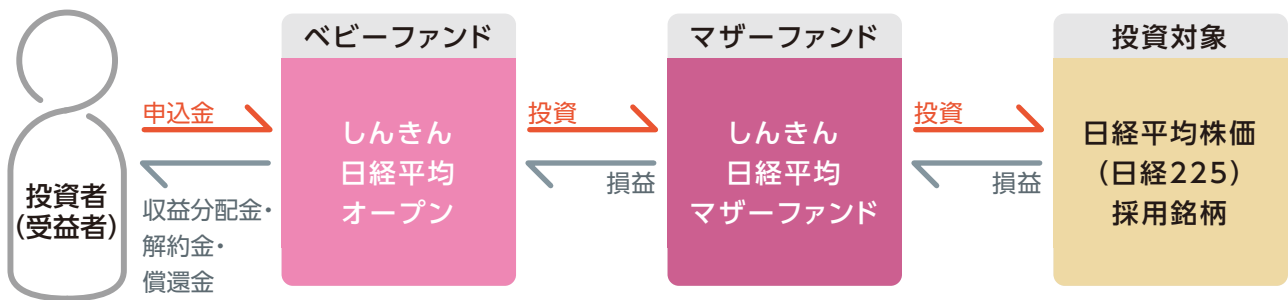 投資者
(受益者)
申込金
収益分配金・
解約金・
償還金
ベビーファンド
しんきん
日経平均
オープン
投資
損益
マザーファンド
しんきん
日経平均
マザーファンド
投資
損益
投資対象
日経平均株価
(日経225)
採用銘柄